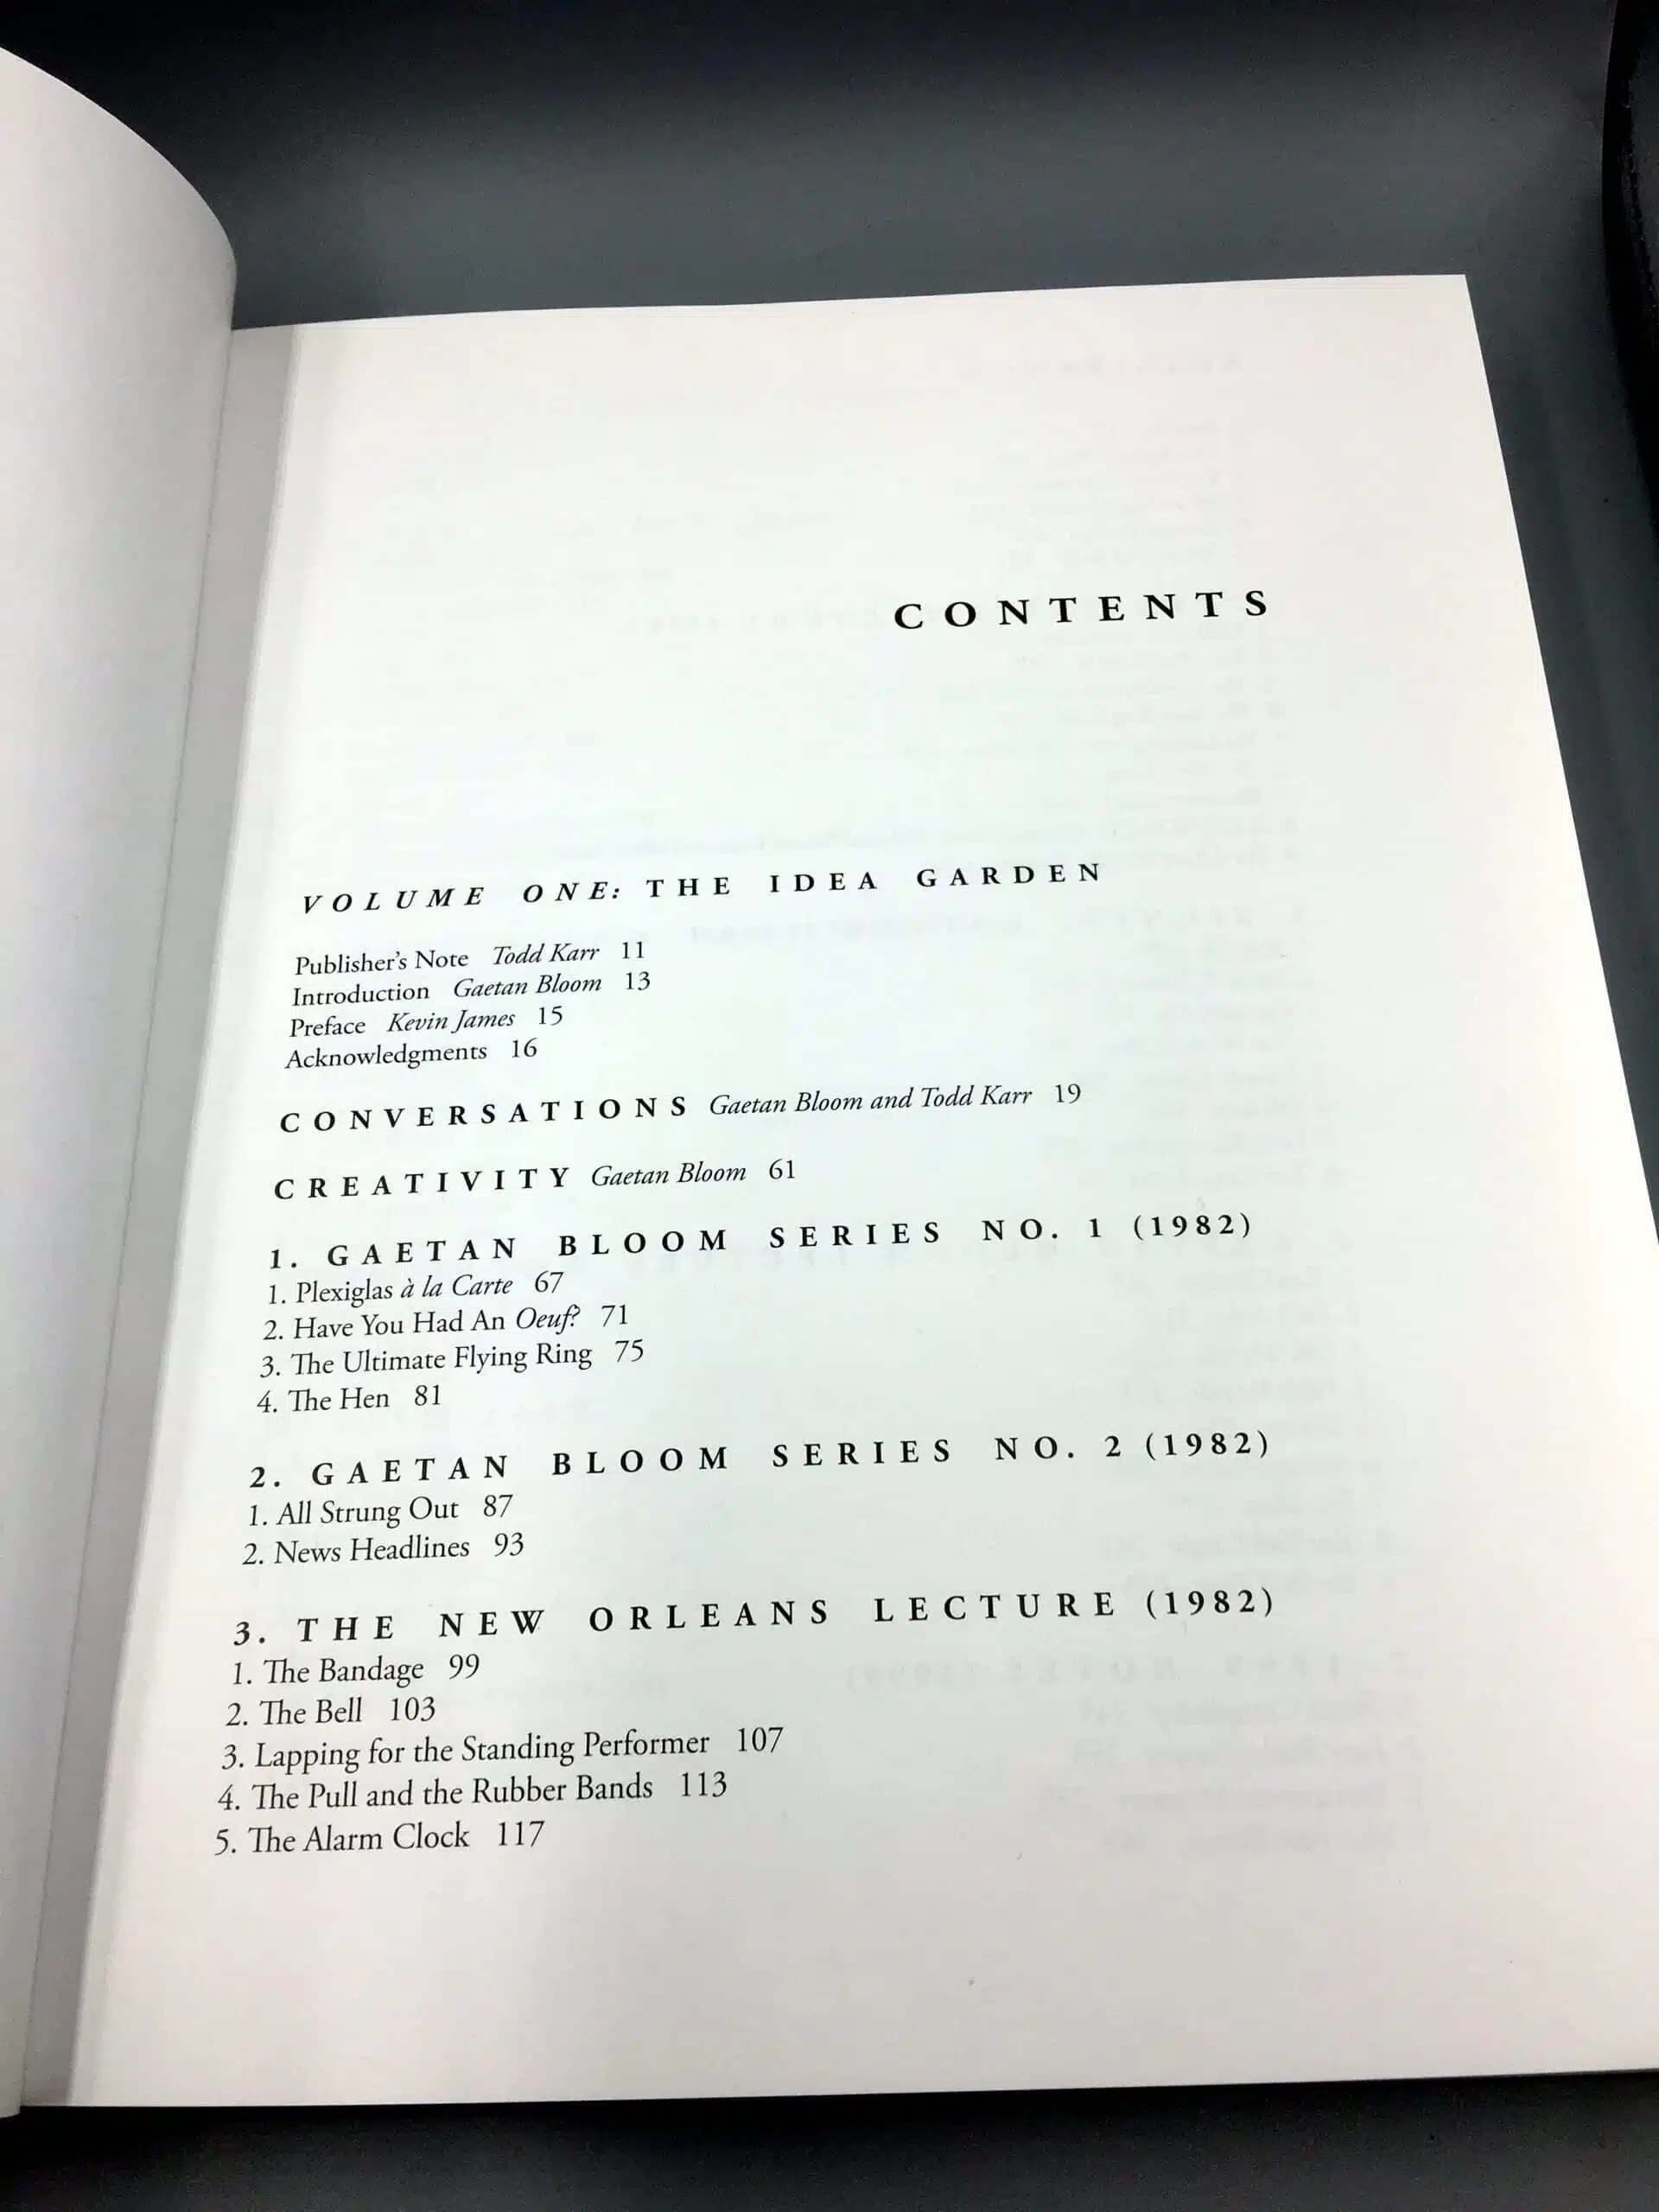 CONTENTS
VOLUME ONE: THE IDEA GARDEN
Publisher's Note Todd Karr 11
Introduction Gaetan Bloom 13
Preface Kevin James 15
Acknowledgments 16
CONVERSATIONS Gaetan Bloom and Todd Karr 19
CREATIVITY Gaetan Bloom 61
1. GAETAN BLOOM SERIES NO. 1 (1982)
1. Plexiglas à la Carte 67
2. Have You Had An Oeuf? 71
3. The Ultimate Flying Ring 75
4. The Hen 81
2. GAETAN BLOOM SERIES NO. 2 (1982)
1. All Strung Out 87
2. News Headlines 93
3. THE NEW ORLEANS LECTURE (1982)
1. The Bandage 99
2. The Bell 103
3. Lapping for the Standing Performer 107
4. The Pull and the Rubber Bands 113
5. The Alarm Clock 117